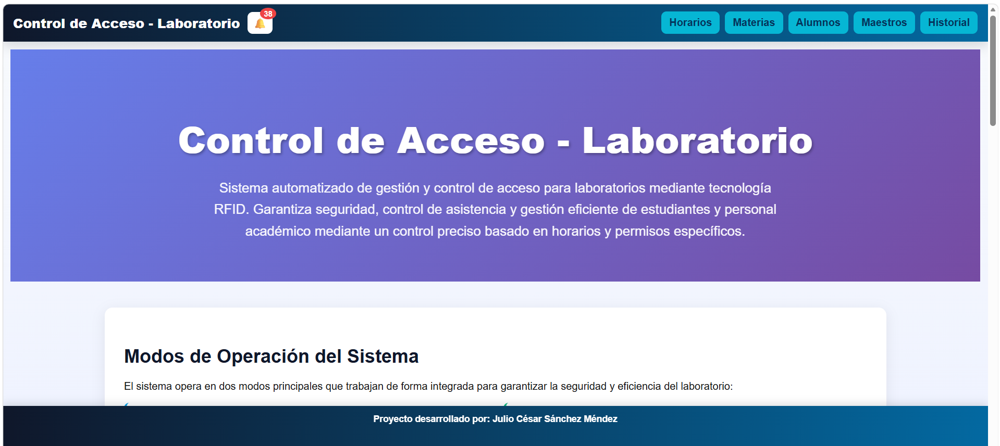 Control de Acceso - Laboratorio
38
Horarios
Materias
Alumnos
Maestros
Historial
Control de Acceso - Laboratorio
Sistema automatizado de gestión y control de acceso para laboratorios mediante tecnología
RFID. Garantiza seguridad, control de asistencia y gestión eficiente de estudiantes y personal
académico mediante un control preciso basado en horarios y permisos específicos.
Modos de Operación del Sistema
El sistema opera en dos modos principales que trabajan de forma integrada para garantizar la seguridad y eficiencia del laboratorio:
Proyecto desarrollado por: Julio César Sánchez Méndez